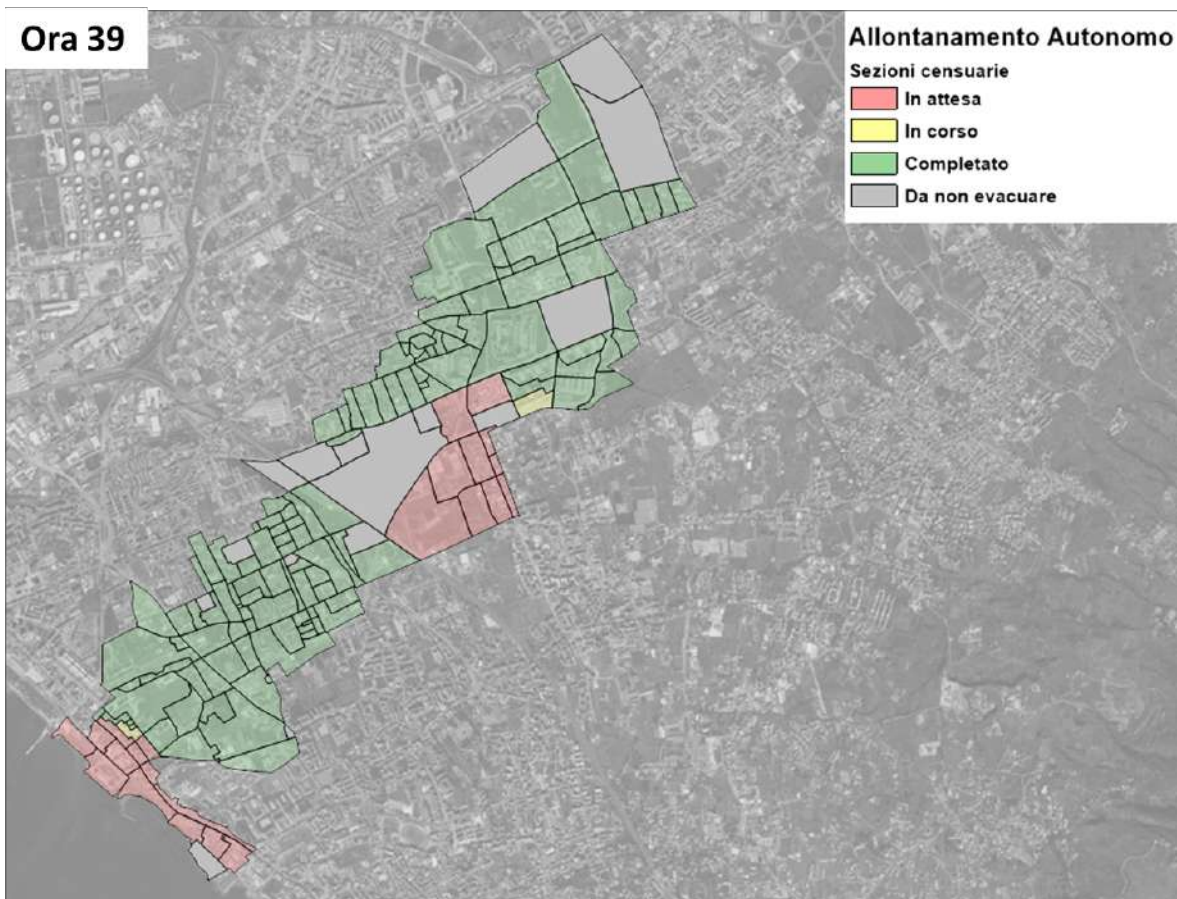 Ora 39
Allontanamento Autonomo
Sezioni censuarie
In attesa
In corso
Completato
Da non evacuare